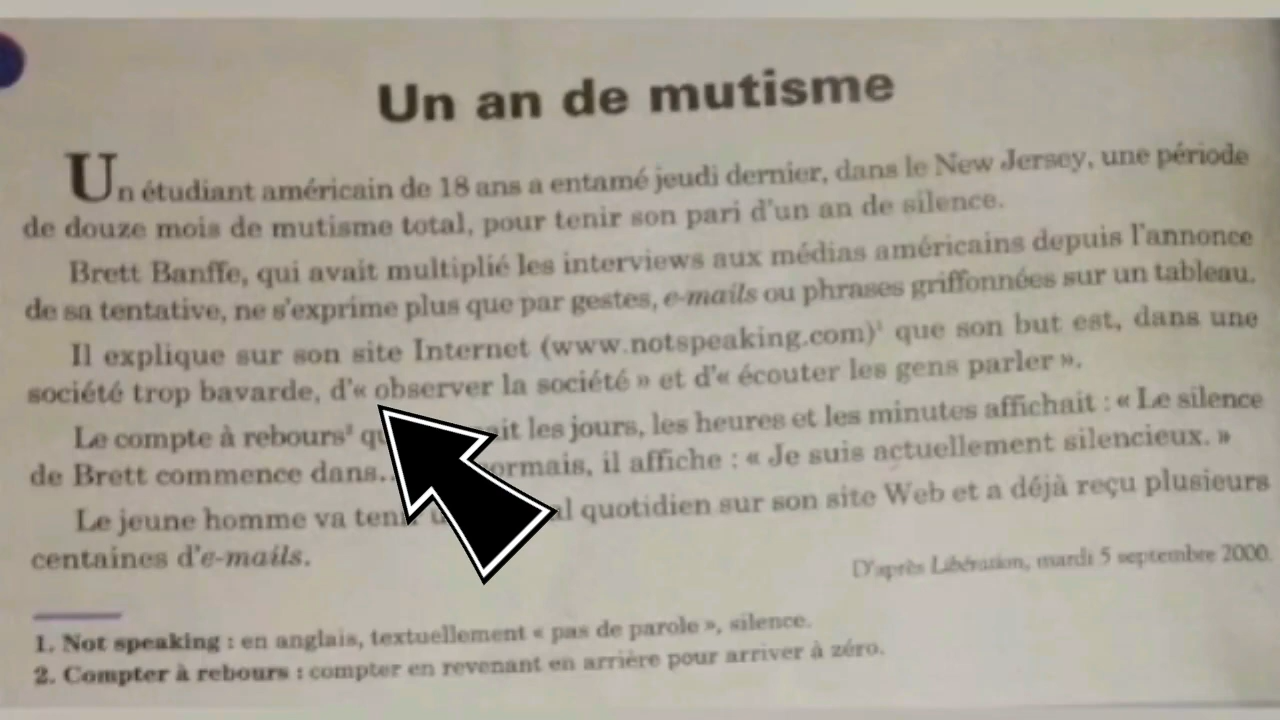 Un an de mutisme
Un étudiant américain de 18 ans a entamé jeudi dernier, dans le New Jersey, une période
de douze mois de mutisme total, pour tenir son pari d'un an de silence.
Brett Banffe, qui avait multiplié les interviews aux médias américains depuis l'annonce
de sa tentative, ne s'exprime plus que par gestes, e-mails ou phrases griffonnées sur un tableau.
Il explique sur son site Internet (www.notspeaking.com)¹ que son but est, dans une
société trop bavarde, d'« observer la société » et d'« écouter les gens parler ».
Le compte à rebours² les jours, les heures et les minutes affichait : « Le silence
de Brett commence dans... il affiche : « Je suis actuellement silencieux. »
Le jeune homme va quotidien sur son site Web et a déjà reçu plusieurs
centaines d'e-mails.
D'après Libération, mardi 5 septembre 2000.
1. Not speaking : en anglais, textuellement « pas de parole », silence.
2. Compter à rebours : compter en revenant en arrière pour arriver à zéro.